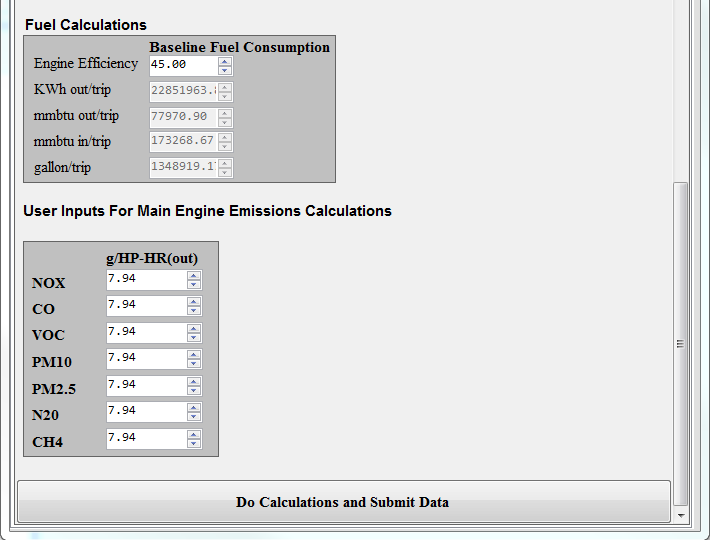 Fuel Calculations
Baseline Fuel Consumption
Engine Efficiency 45.00
KWh out/trip 22851963.
mmbtu out/trip 77970.90
mmbtu in/trip 173268.67
gallon/trip 1348919.1
User Inputs For Main Engine Emissions Calculations
g/HP-HR(out)
NOX 7.94
CO 7.94
VOC 7.94
PM10 7.94
PM2.5 7.94
N20 7.94
CH4 7.94
Do Calculations and Submit Data